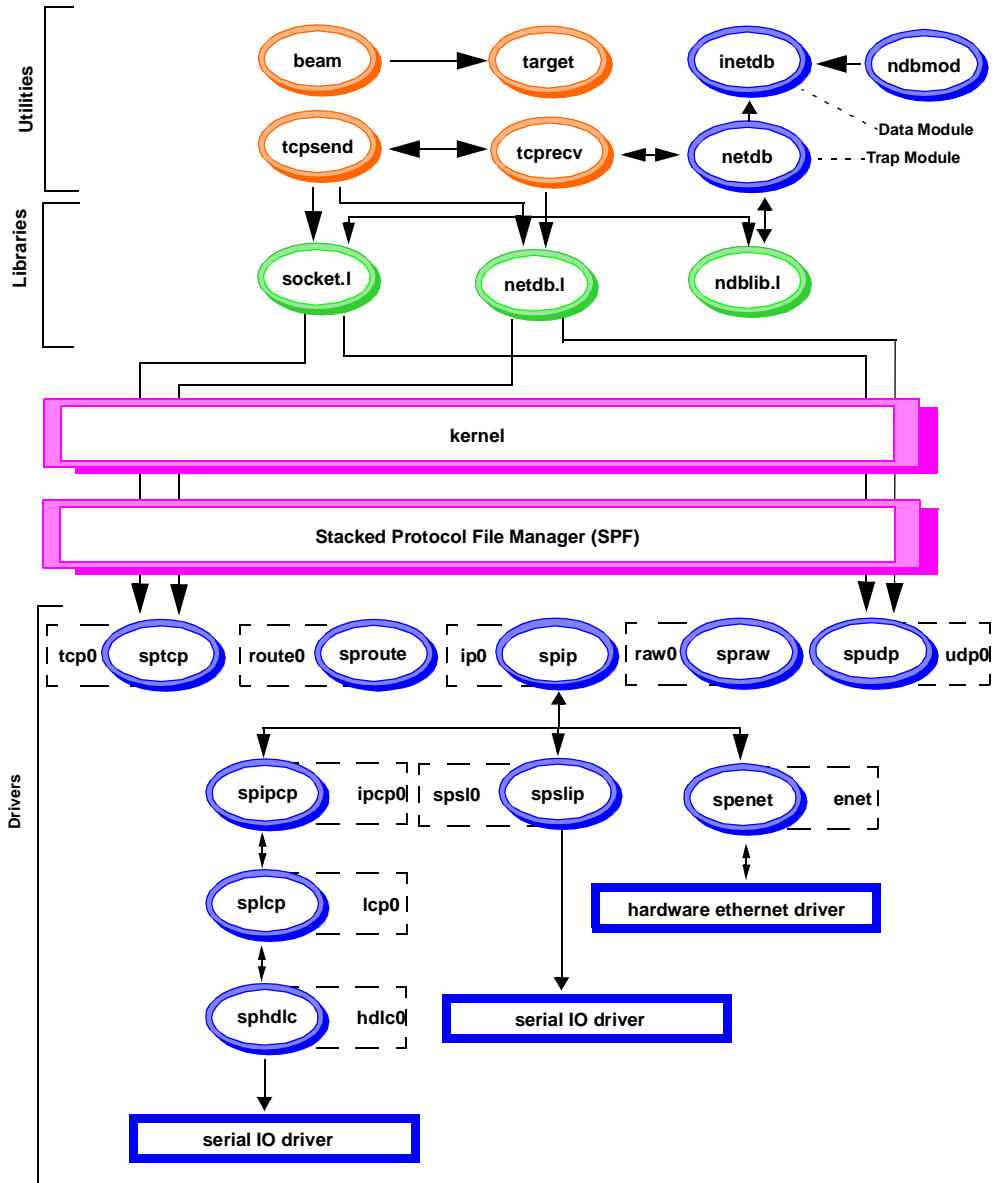 Utilities
beam
target
inetdb
ndbmod
Data Module
tcpsend
tcprecv
netdb
Trap Module
Libraries
socket.l
netdb.l
ndblib.l
kernel
Stacked Protocol File Manager (SPF)
Drivers
tcp0
sptcp
route0
sproute
ip0
spip
raw0
spraw
spudp
udp0
spipcp
ipcp0
spsl0
spslip
spenet
enet
splcp
lcp0
hardware ethernet driver
sphdlc
hdlc0
serial IO driver
serial IO driver